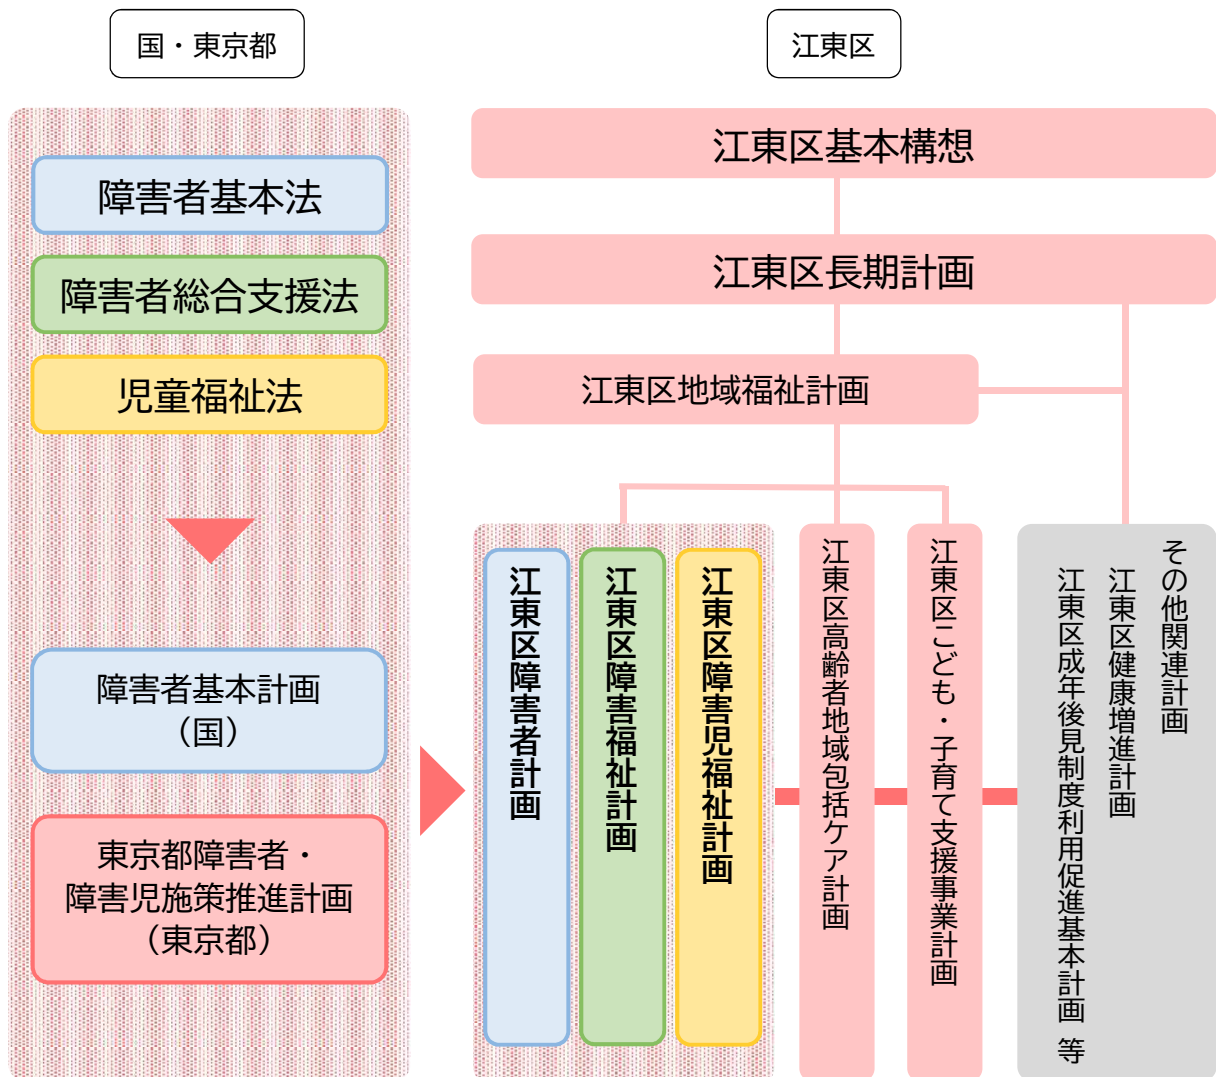 国・東京都
江東区
障害者基本法
障害者総合支援法
児童福祉法
障害者基本計画
（国）
東京都障害者・
障害児施策推進計画
（東京都）
江東区基本構想
江東区長期計画
江東区地域福祉計画
江東区障害者計画
江東区障害福祉計画
江東区障害児福祉計画
江東区高齢者地域包括ケア計画
江東区こども・子育て支援事業計画
その他関連計画
江東区健康増進計画
江東区成年後見制度利用促進基本計画 等